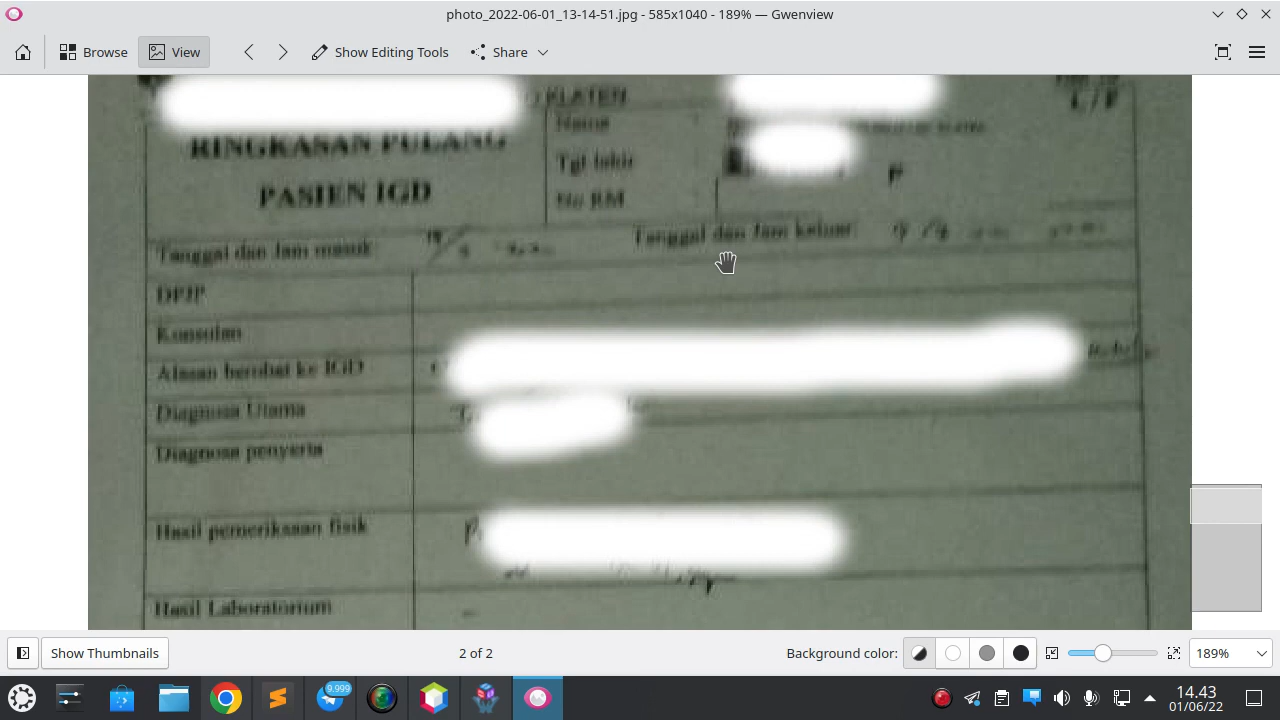 photo_2022-06-01_13-14-51.jpg - 585x1040 - 189% — Gwenview
Browse View Show Editing Tools Share
KLATEN
L / P
RINGKASAN PULANG
PASIEN IGD
Nama
Tgl lahir
No RM
P
Tanggal dan Jam masuk
Tanggal dan Jam keluar
DPJP
Konsulan
Alasan berobat ke IGD
Diagnosa Utama
Diagnosa penyerta
Hasil pemeriksaan fisik
Hasil Laboratorium
-
Show Thumbnails 2 of 2 Background color: 189%
9,999
14.43
01/06/22